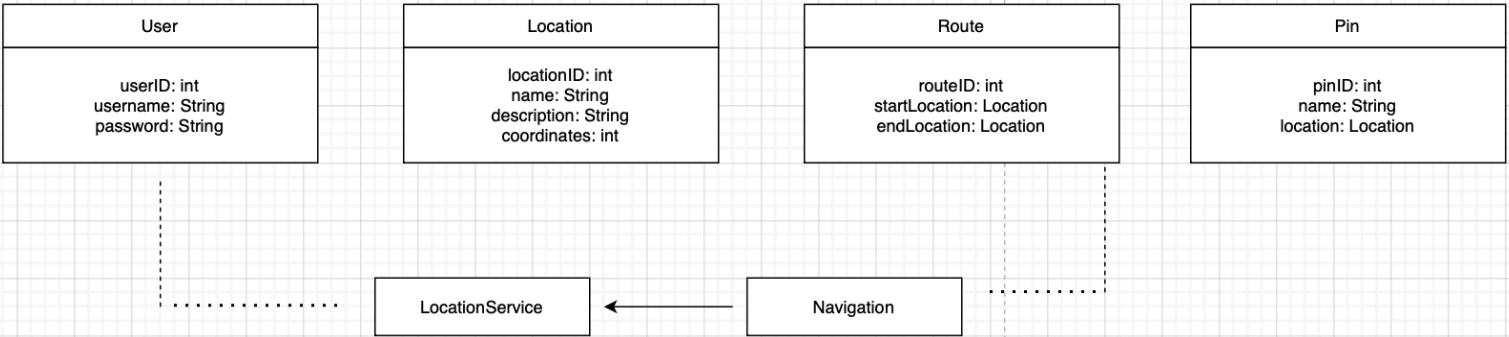 User
userID: int
username: String
password: String
Location
locationID: int
name: String
description: String
coordinates: int
Route
routeID: int
startLocation: Location
endLocation: Location
Pin
pinID: int
name: String
location: Location
LocationService
Navigation